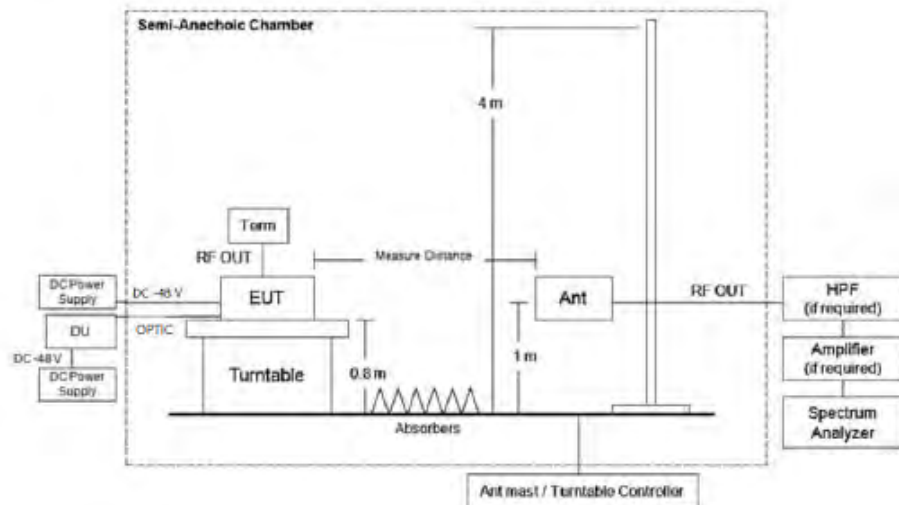 Semi-Anechoic Chamber
4 m
Term
RF OUT
Measure Distance
DC Power
Supply
DC -48 V
EUT
Ant
RF OUT
HPF
(if required)
DU
OPTIC
DC -48 V
DC Power
Supply
Turntable
0.8 m
1 m
Amplifier
(if required)
Absorbers
Spectrum
Analyzer
Ant mast / Turntable Controller